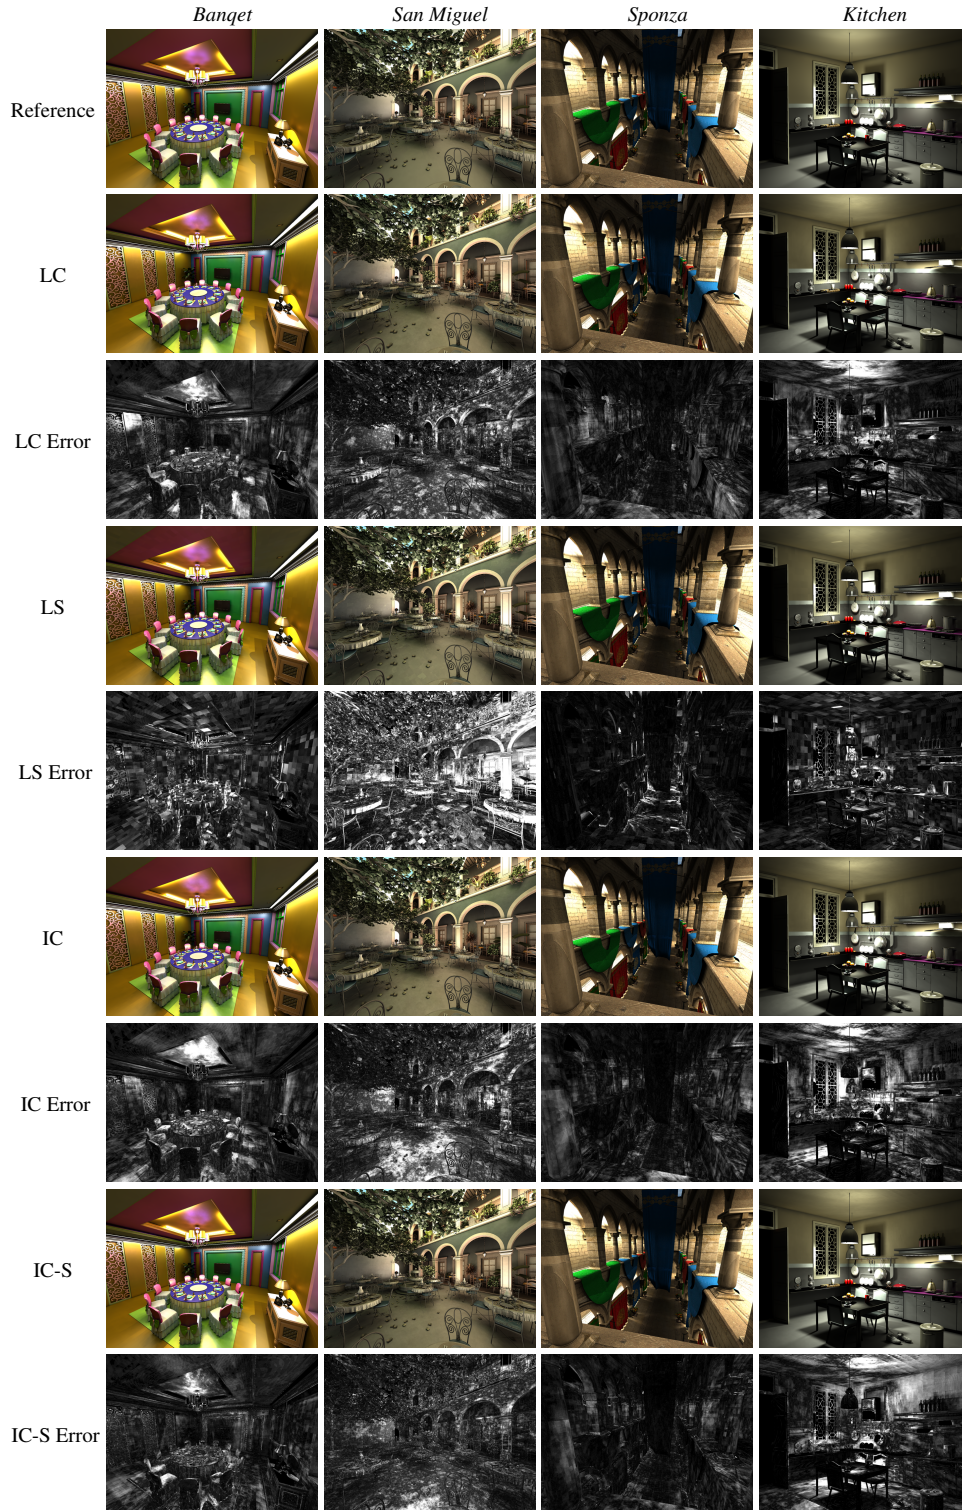 Banqet San Miguel Sponza Kitchen
Reference
LC
LC Error
LS
LS Error
IC
IC Error
IC-S
IC-S Error